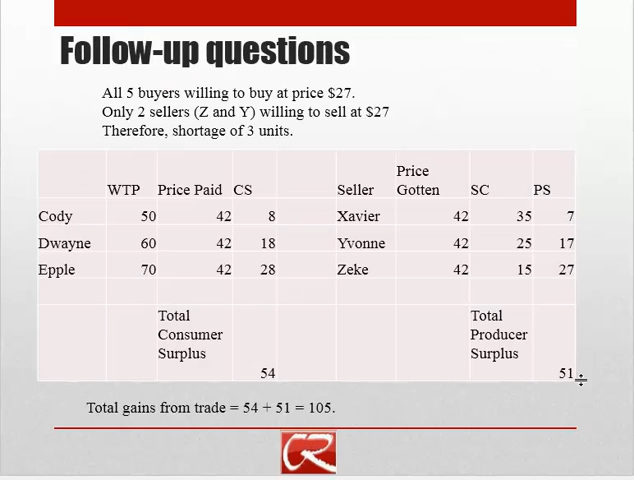 Follow-up questions
All 5 buyers willing to buy at price $27.
Only 2 sellers (Z and Y) willing to sell at $27
Therefore, shortage of 3 units.
WTP Price Paid CS Seller Price Gotten SC PS
Cody 50 42 8 Xavier 42 35 7
Dwayne 60 42 18 Yvonne 42 25 17
Epple 70 42 28 Zeke 42 15 27
Total Consumer Surplus 54 Total Producer Surplus 51
Total gains from trade = 54 + 51 = 105.